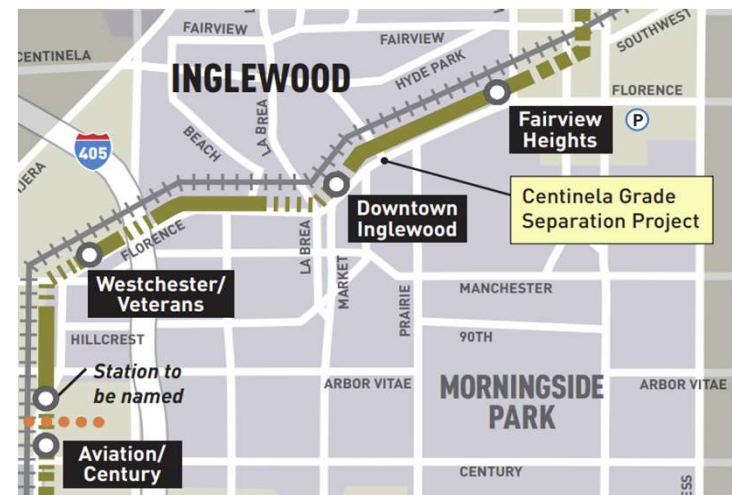 FAIRVIEW
FAIRVIEW
SOUTHWEST
CENTINELA
INGLEWOOD
HYDE PARK
FLORENCE
LA BREA
BEACH
405
Fairview
Heights
P
Centinela Grade
Separation Project
Downtown
Inglewood
FLORENCE
LA BREA
MARKET
PRAIRIE
Westchester/
Veterans
MANCHESTER
HILLCREST
90TH
Station to
be named
ARBOR VITAE
MORNINGSIDE
PARK
ARBOR VITAE
Aviation/
Century
CENTURY
ESS
JERA